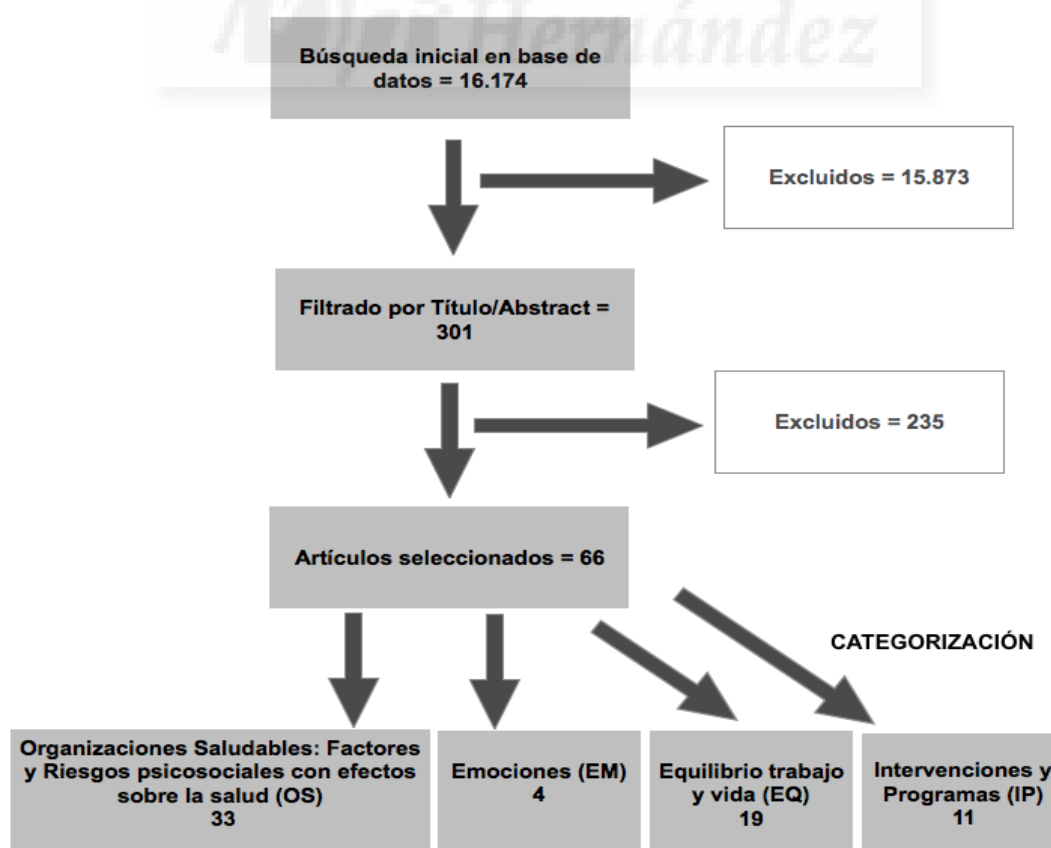 Hernández
Búsqueda inicial en base de
datos = 16.174
Excluidos = 15.873
Filtrado por Título/Abstract =
301
Excluidos = 235
Artículos seleccionados = 66
CATEGORIZACIÓN
Organizaciones Saludables: Factores
y Riesgos psicosociales con efectos
sobre la salud (OS)
33
Emociones (EM)
4
Equilibrio trabajo
y vida (EQ)
19
Intervenciones y
Programas (IP)
11